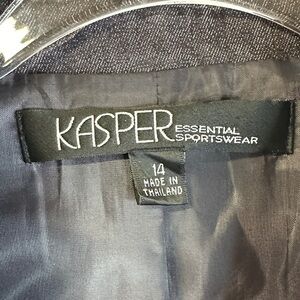 KASPER ESSENTIAL
SPORTSWEAR
14
MADE IN
THAILAND